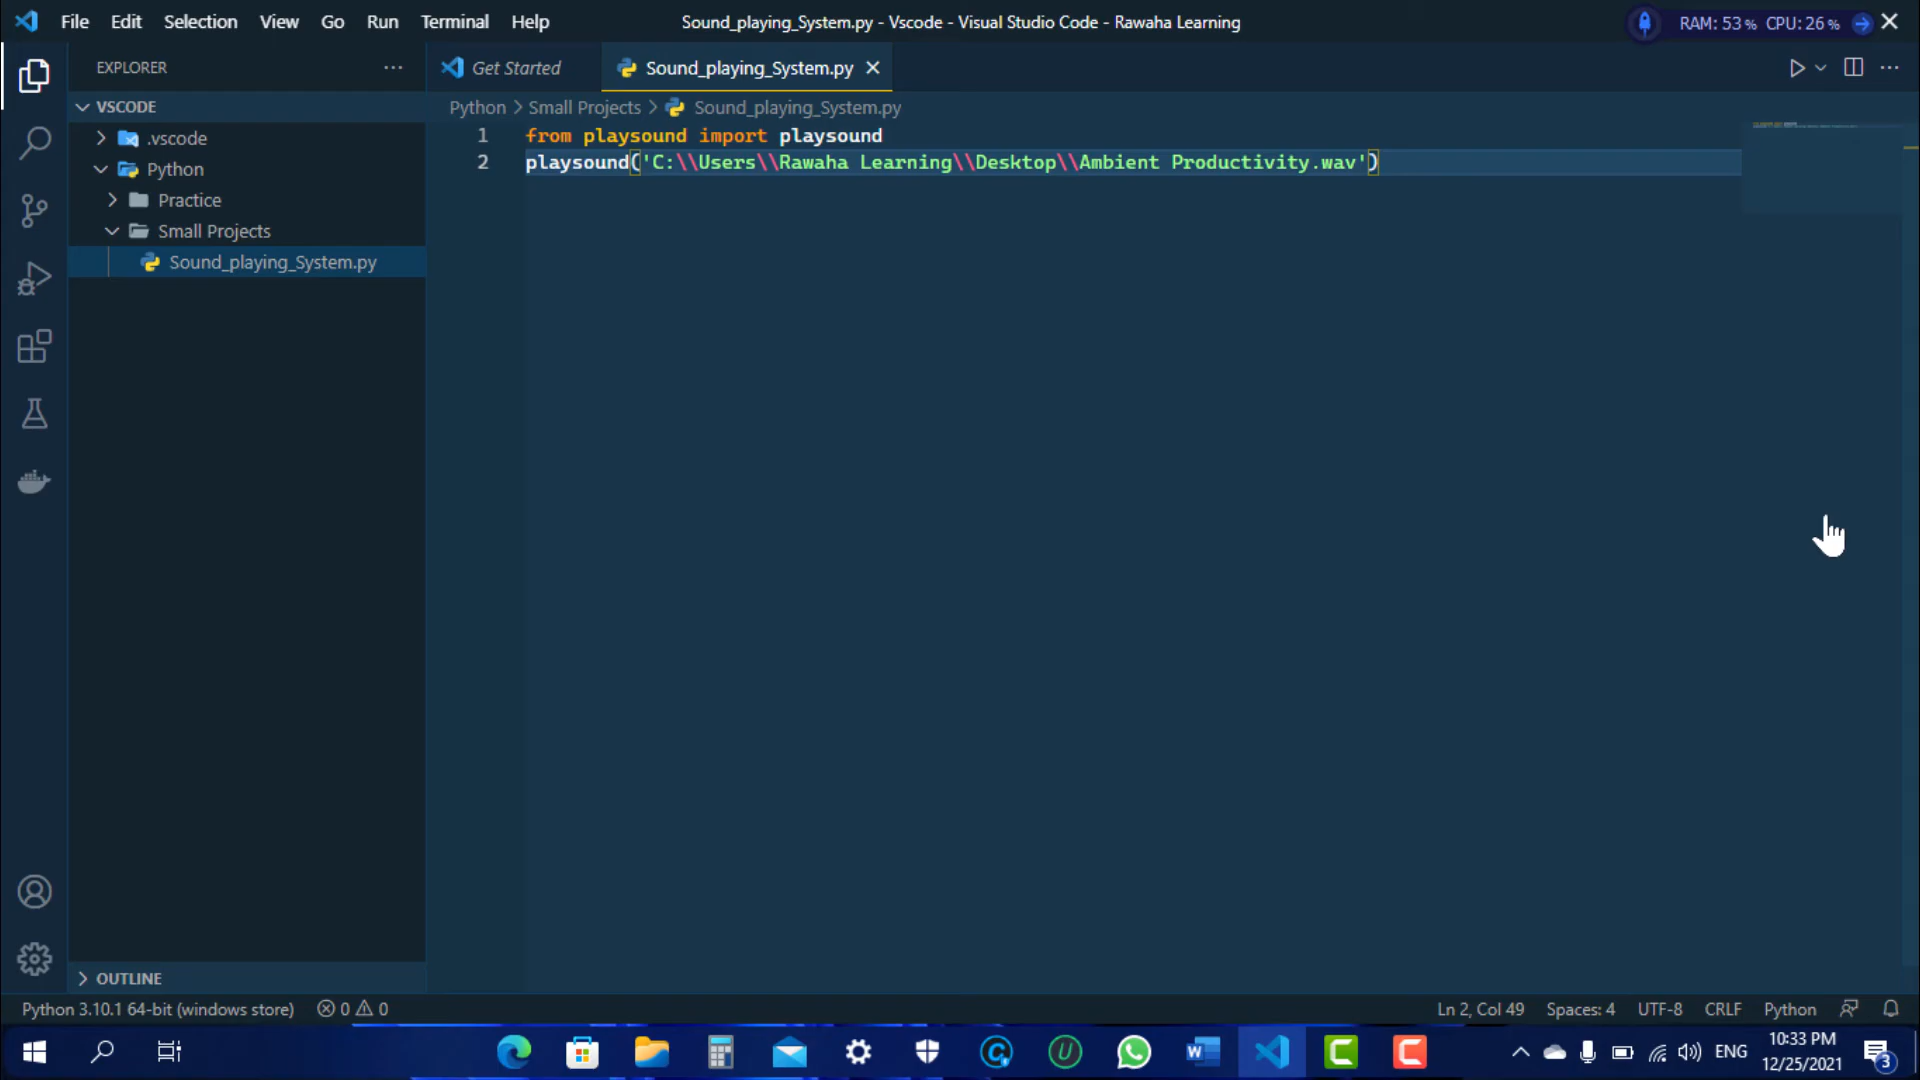 File Edit Selection View Go Run Terminal Help
Sound_playing_System.py - Vscode - Visual Studio Code - Rawaha Learning
RAM: 53% CPU: 26%
EXPLORER
Get Started
Sound_playing_System.py
VSCODE
Python > Small Projects > Sound_playing_System.py
.vscode
Python
Practice
Small Projects
Sound_playing_System.py
1 from playsound import playsound
2 playsound('C:\\Users\\Rawaha Learning\\Desktop\\Ambient Productivity.wav')
OUTLINE
Python 3.10.1 64-bit (windows store) 0 0
Ln 2, Col 49 Spaces: 4 UTF-8 CRLF Python
ENG
10:33 PM
12/25/2021
3